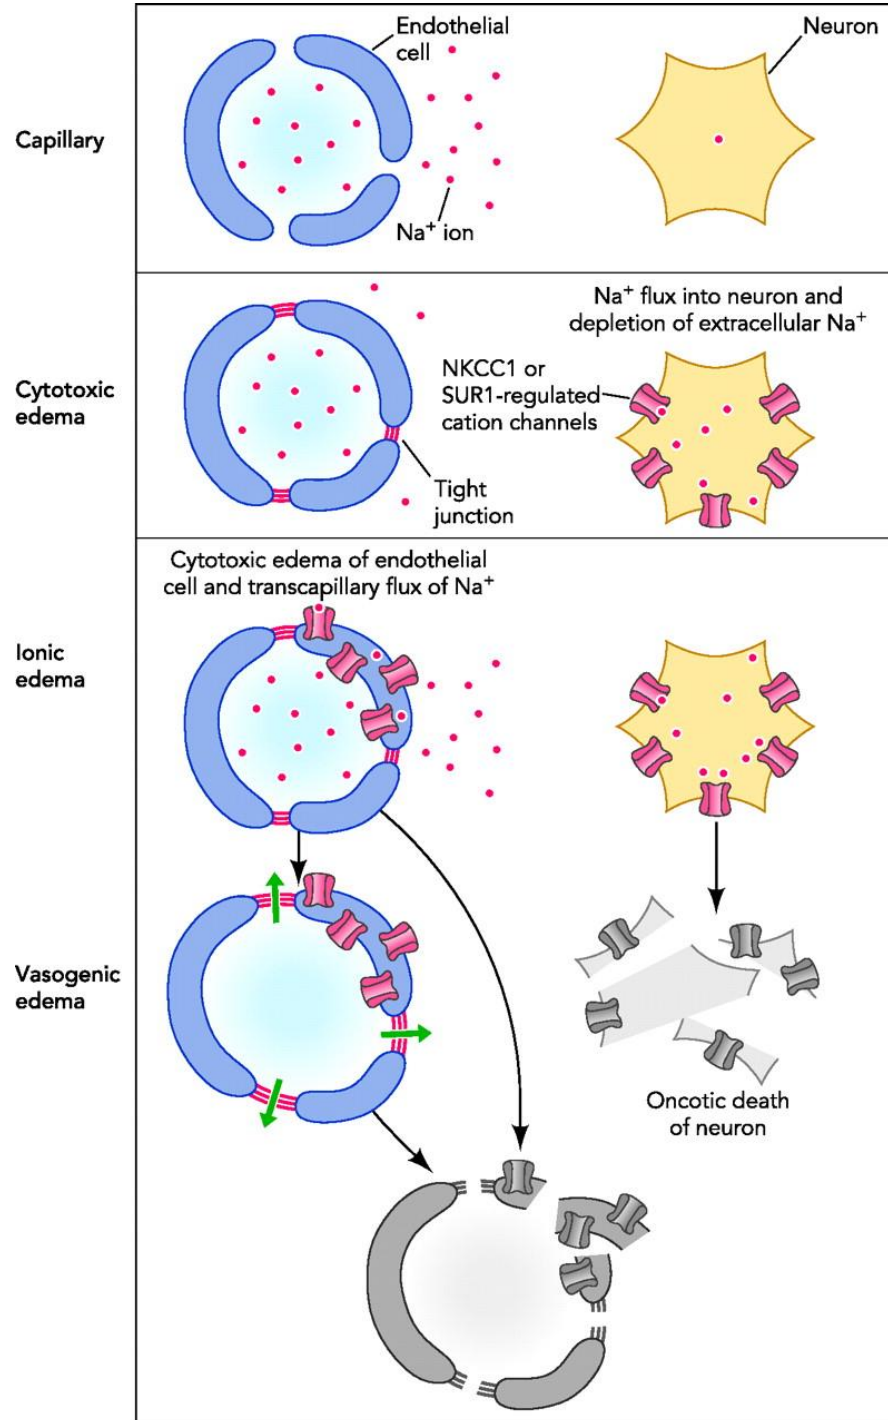 Capillary
Endothelial
cell
Neuron
Na+ ion
Cytotoxic
edema
Na+ flux into neuron and
depletion of extracellular Na+
NKCC1 or
SUR1-regulated
cation channels
Tight
junction
Ionic
edema
Cytotoxic edema of endothelial
cell and transcapillary flux of Na+
Vasogenic
edema
Oncotic death
of neuron